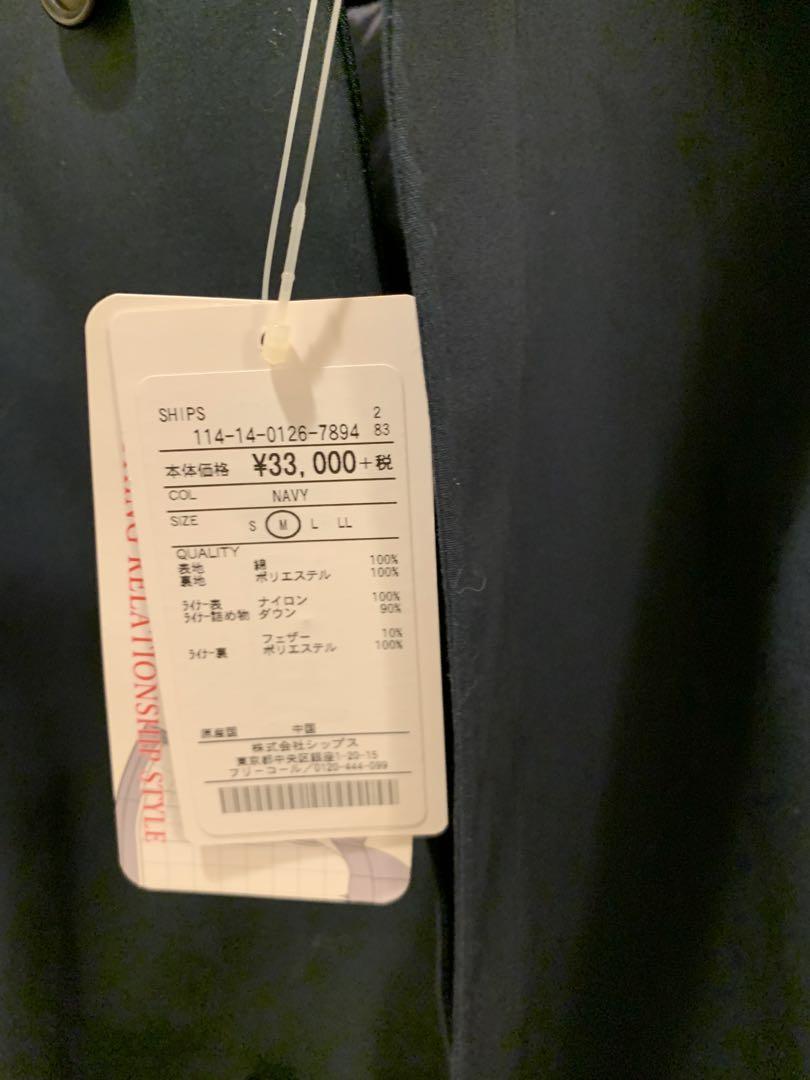 SHIPS 2
114-14-0126-7894 83
本体価格 ¥33,000+税
COL NAVY
SIZE S M L LL
QUALITY
表地 綿 100%
裏地 ポリエステル 100%
ライナー表 ナイロン 100%
ライナー詰め物 ダウン 90%
フェザー 10%
ライナー裏 ポリエステル 100%
原産国 中国
株式会社シップス
東京都中央区銀座1-20-15
フリーコール/0120-444-099
RELATIONSHIP STYLE